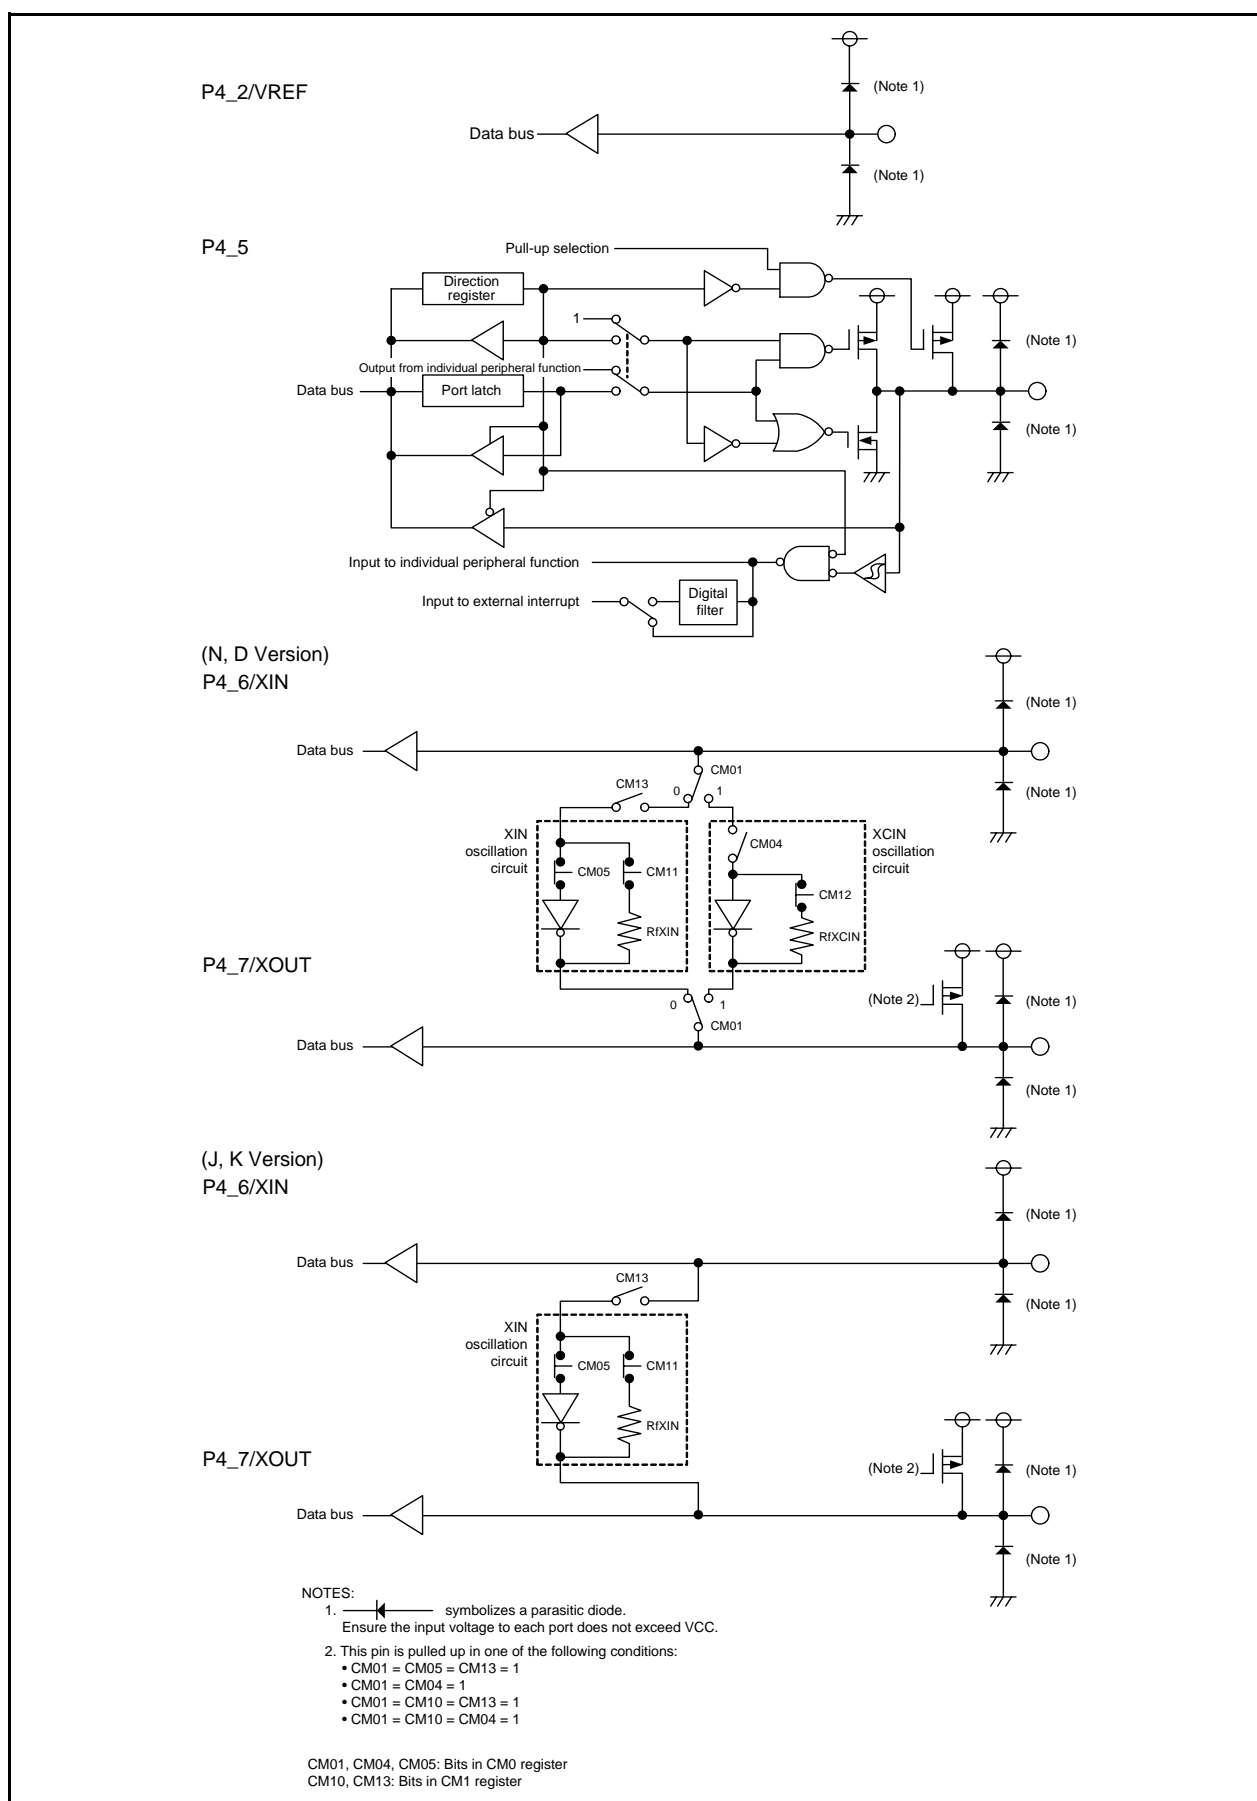 P4_2/VREF
(Note 1)
Data bus
(Note 1)
P4_5
Pull-up selection
Direction
register
1
(Note 1)
Output from individual peripheral function
Data bus
Port latch
(Note 1)
Input to individual peripheral function
Input to external interrupt
Digital
filter
(N, D Version)
P4_6/XIN
(Note 1)
Data bus
CM01
CM13
0
1
(Note 1)
XIN
oscillation
circuit
CM05
CM11
RfXIN
CM04
CM12
RfXCIN
XCIN
oscillation
circuit
P4_7/XOUT
(Note 2)
(Note 1)
0
1
CM01
Data bus
(Note 1)
(J, K Version)
P4_6/XIN
(Note 1)
Data bus
CM13
(Note 1)
XIN
oscillation
circuit
CM05
CM11
RfXIN
P4_7/XOUT
(Note 2)
(Note 1)
Data bus
(Note 1)
NOTES:
1. symbolizes a parasitic diode.
Ensure the input voltage to each port does not exceed VCC.
2. This pin is pulled up in one of the following conditions:
• CM01 = CM05 = CM13 = 1
• CM01 = CM04 = 1
• CM01 = CM10 = CM13 = 1
• CM01 = CM10 = CM04 = 1
CM01, CM04, CM05: Bits in CM0 register
CM10, CM13: Bits in CM1 register